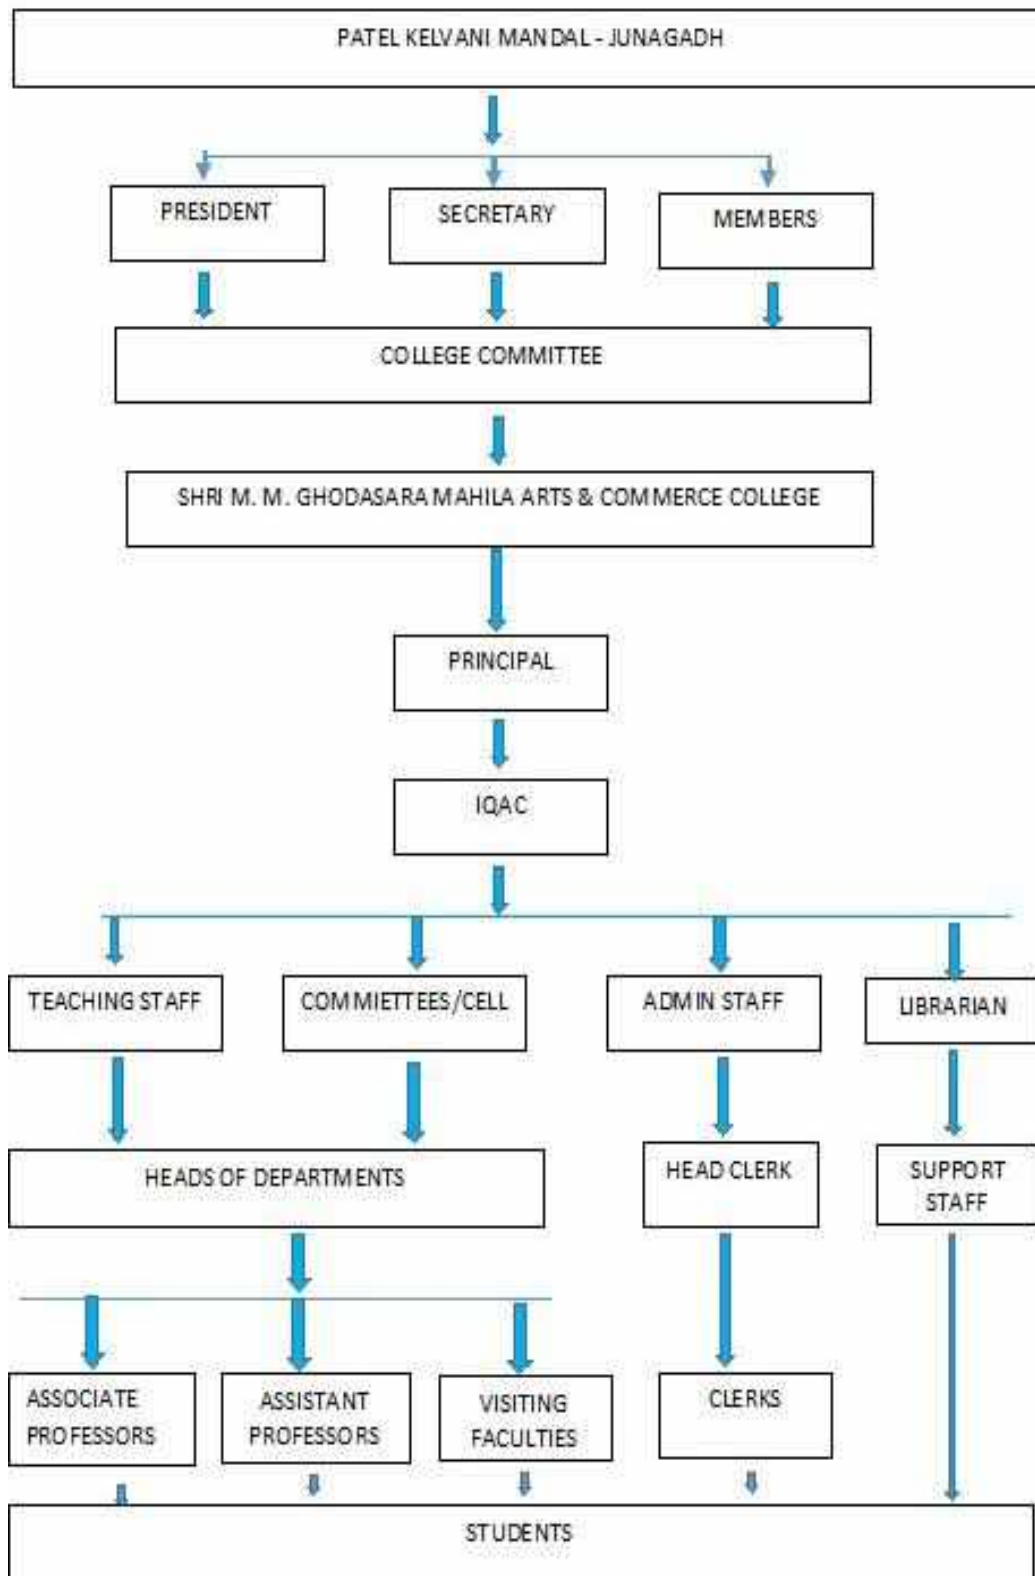 PATEL KELVANI MANDAL - JUNAGADH
PRESIDENT
SECRETARY
MEMBERS
COLLEGE COMMITTEE
SHRI M. M. GHODASARA MAHILA ARTS & COMMERCE COLLEGE
PRINCIPAL
IQAC
TEACHING STAFF
COMMIETTEES/CELL
ADMIN STAFF
LIBRARIAN
HEADS OF DEPARTMENTS
HEAD CLERK
SUPPORT
STAFF
ASSOCIATE
PROFESSORS
ASSISTANT
PROFESSORS
VISITING
FACULTIES
CLERKS
STUDENTS